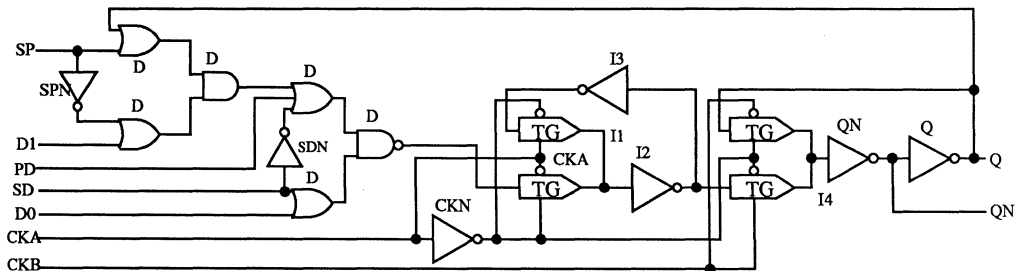 SP
D
D
SPN
D
D
D
I3
D1
PD
SDN
SD
D
D0
TG
I1
CKA
I2
TG
CKN
TG
QN
Q
Q
TG
I4
QN
CKA
CKB